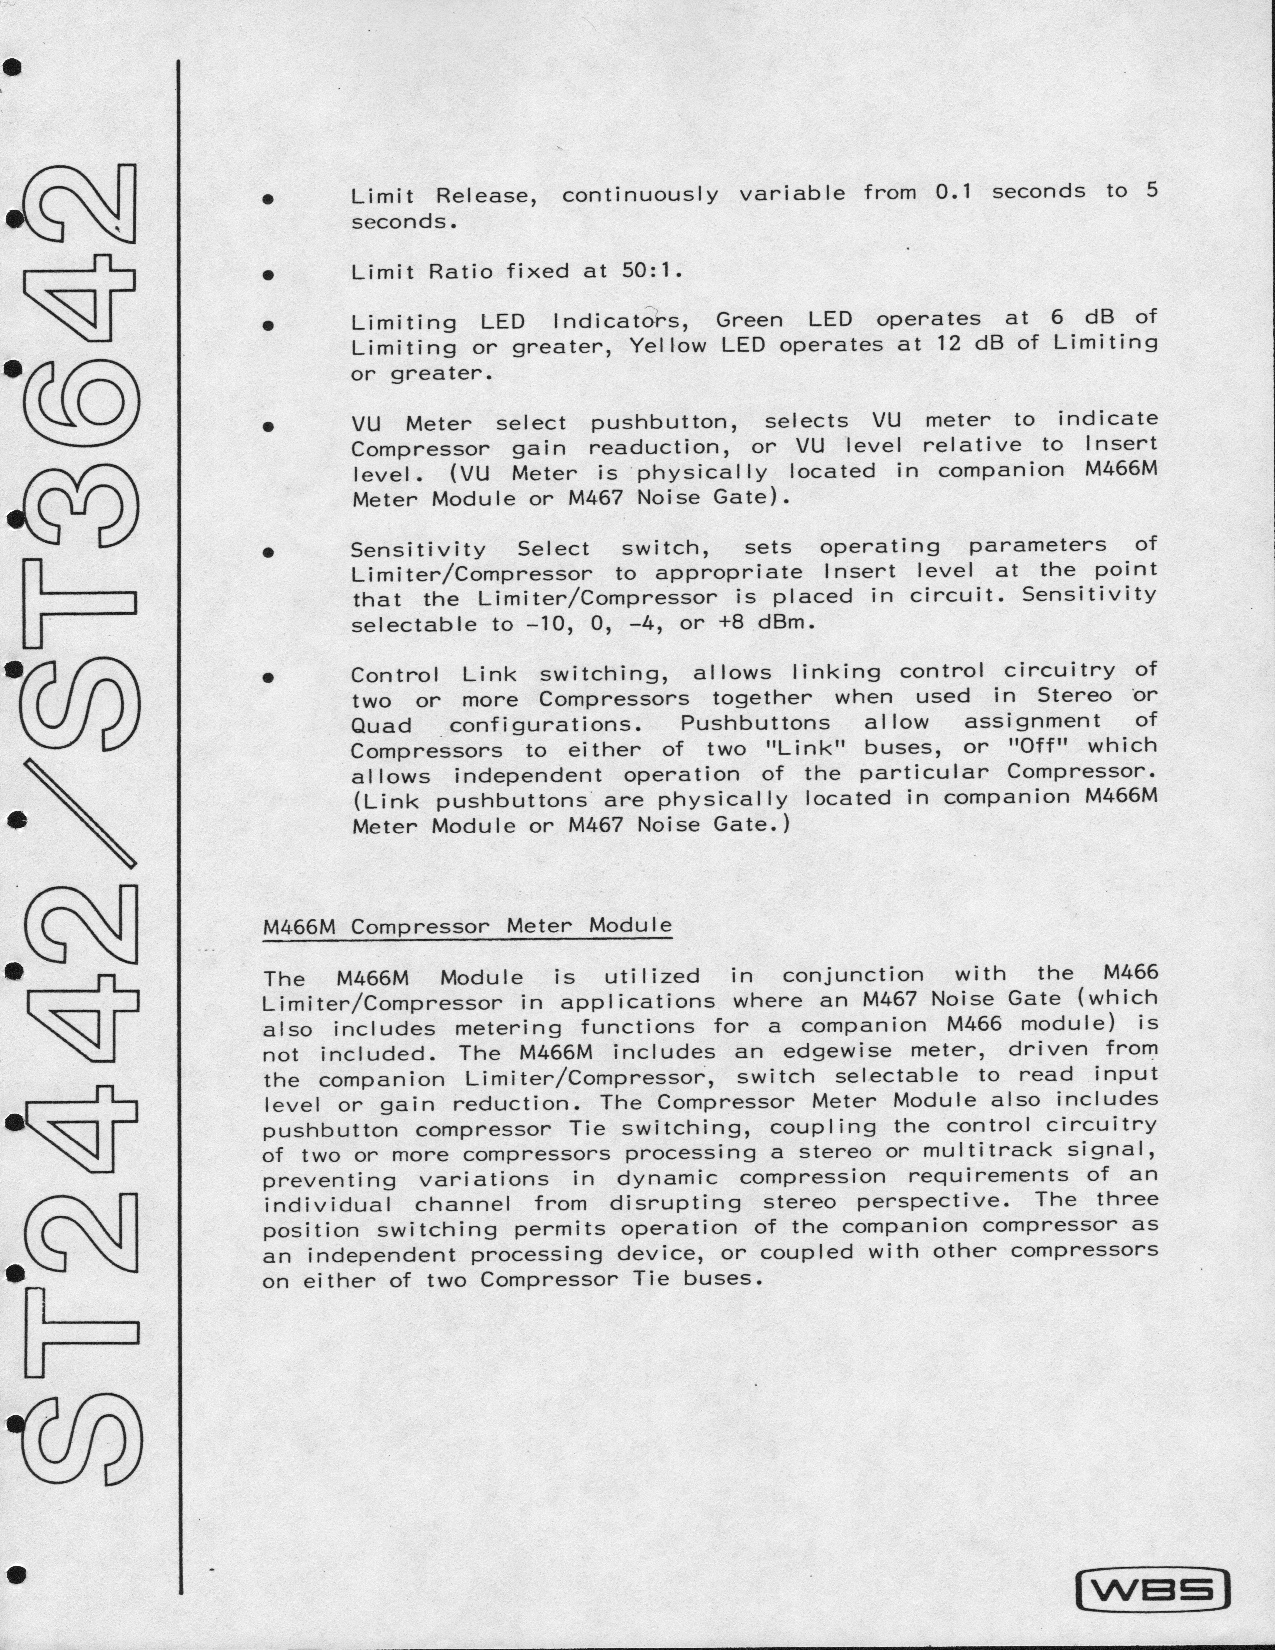 ST2442/ST3642
• Limit Release, continuously variable from 0.1 seconds to 5
seconds.
• Limit Ratio fixed at 50:1.
• Limiting LED Indicators, Green LED operates at 6 dB of
Limiting or greater, Yellow LED operates at 12 dB of Limiting
or greater.
• VU Meter select pushbutton, selects VU meter to indicate
Compressor gain readuction, or VU level relative to Insert
level. (VU Meter is physically located in companion M466M
Meter Module or M467 Noise Gate).
• Sensitivity Select switch, sets operating parameters of
Limiter/Compressor to appropriate Insert level at the point
that the Limiter/Compressor is placed in circuit. Sensitivity
selectable to -10, 0, -4, or +8 dBm.
• Control Link switching, allows linking control circuitry of
two or more Compressors together when used in Stereo or
Quad configurations. Pushbuttons allow assignment of
Compressors to either of two "Link" buses, or "Off" which
allows independent operation of the particular Compressor.
(Link pushbuttons are physically located in companion M466M
Meter Module or M467 Noise Gate.)
M466M Compressor Meter Module
The M466M Module is utilized in conjunction with the M466
Limiter/Compressor in applications where an M467 Noise Gate (which
also includes metering functions for a companion M466 module) is
not included. The M466M includes an edgewise meter, driven from
the companion Limiter/Compressor, switch selectable to read input
level or gain reduction. The Compressor Meter Module also includes
pushbutton compressor Tie switching, coupling the control circuitry
of two or more compressors processing a stereo or multitrack signal,
preventing variations in dynamic compression requirements of an
individual channel from disrupting stereo perspective. The three
position switching permits operation of the companion compressor as
an independent processing device, or coupled with other compressors
on either of two Compressor Tie buses.
WBS